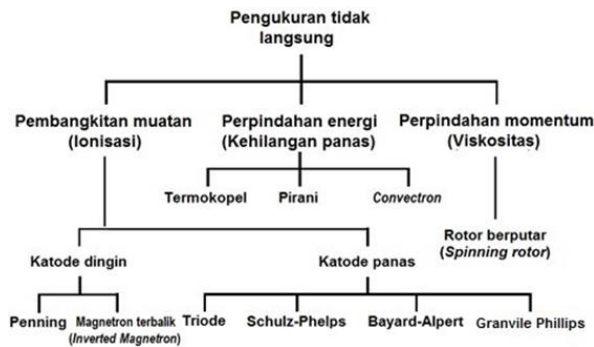 Pengukuran tidak
langsung
Pembangkitan muatan
(Ionisasi)
Perpindahan energi
(Kehilangan panas)
Perpindahan momentum
(Viskositas)
Termokopel
Pirani
Convectron
Rotor berputar
(Spinning rotor)
Katode dingin
Katode panas
Penning
Magnetron terbalik
(Inverted Magnetron)
Triode
Schulz-Phelps
Bayard-Alpert
Granvile Phillips